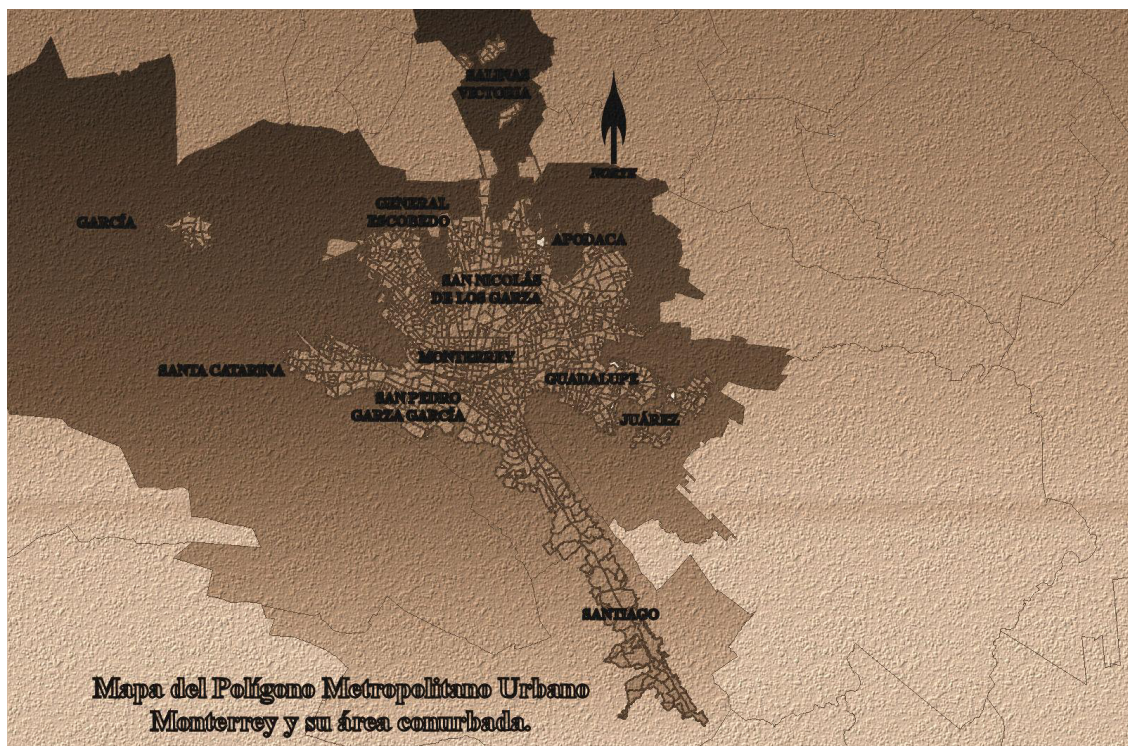 SALINAS
VICTORIA
NORTE
GENERAL
ESCOBEDO
GARCÍA
APODACA
SAN NICOLÁS
DE LOS GARZA
MONTERREY
SANTA CATARINA
GUADALUPE
SAN PEDRO
GARZA GARCÍA
JUÁREZ
SANTIAGO
Mapa del Polígono Metropolitano Urbano
Monterrey y su área conurbada.